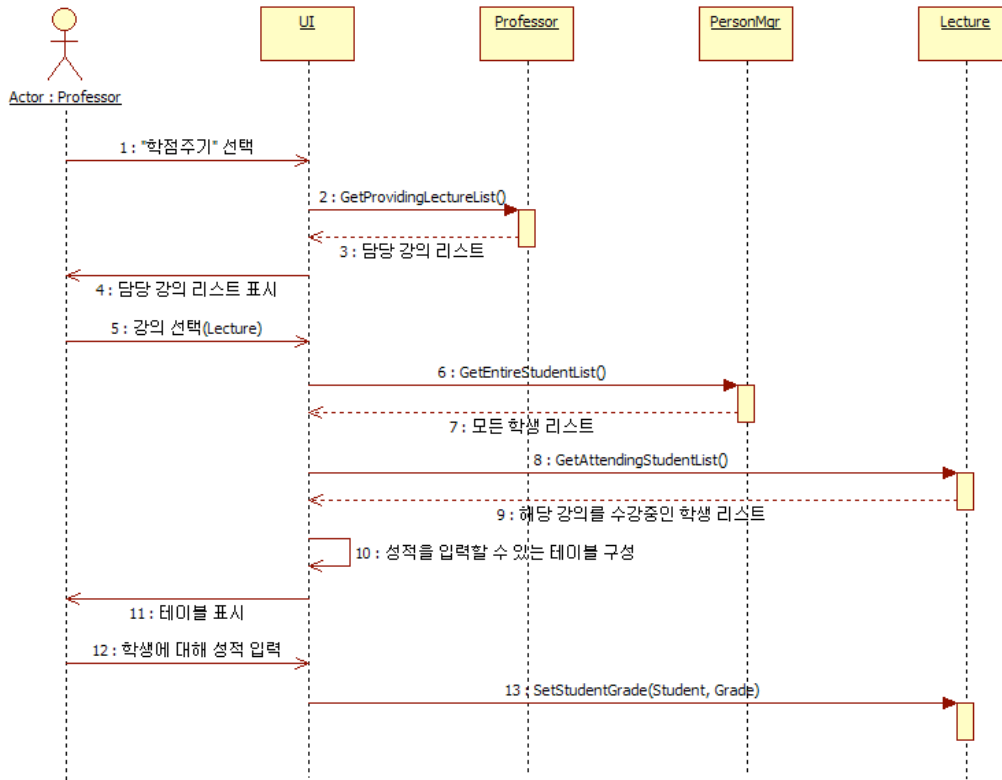 UI
Professor
PersonMgr
Lecture
Actor : Professor
1 : "학점주기" 선택
2 : GetProvidingLectureList()
3 : 담당 강의 리스트
4 : 담당 강의 리스트 표시
5 : 강의 선택(Lecture)
6 : GetEntireStudentList()
7 : 모든 학생 리스트
8 : GetAttendingStudentList()
9 : 해당 강의를 수강중인 학생 리스트
10 : 성적을 입력할 수 있는 테이블 구성
11 : 테이블 표시
12 : 학생에 대해 성적 입력
13 : SetStudentGrade(Student, Grade)